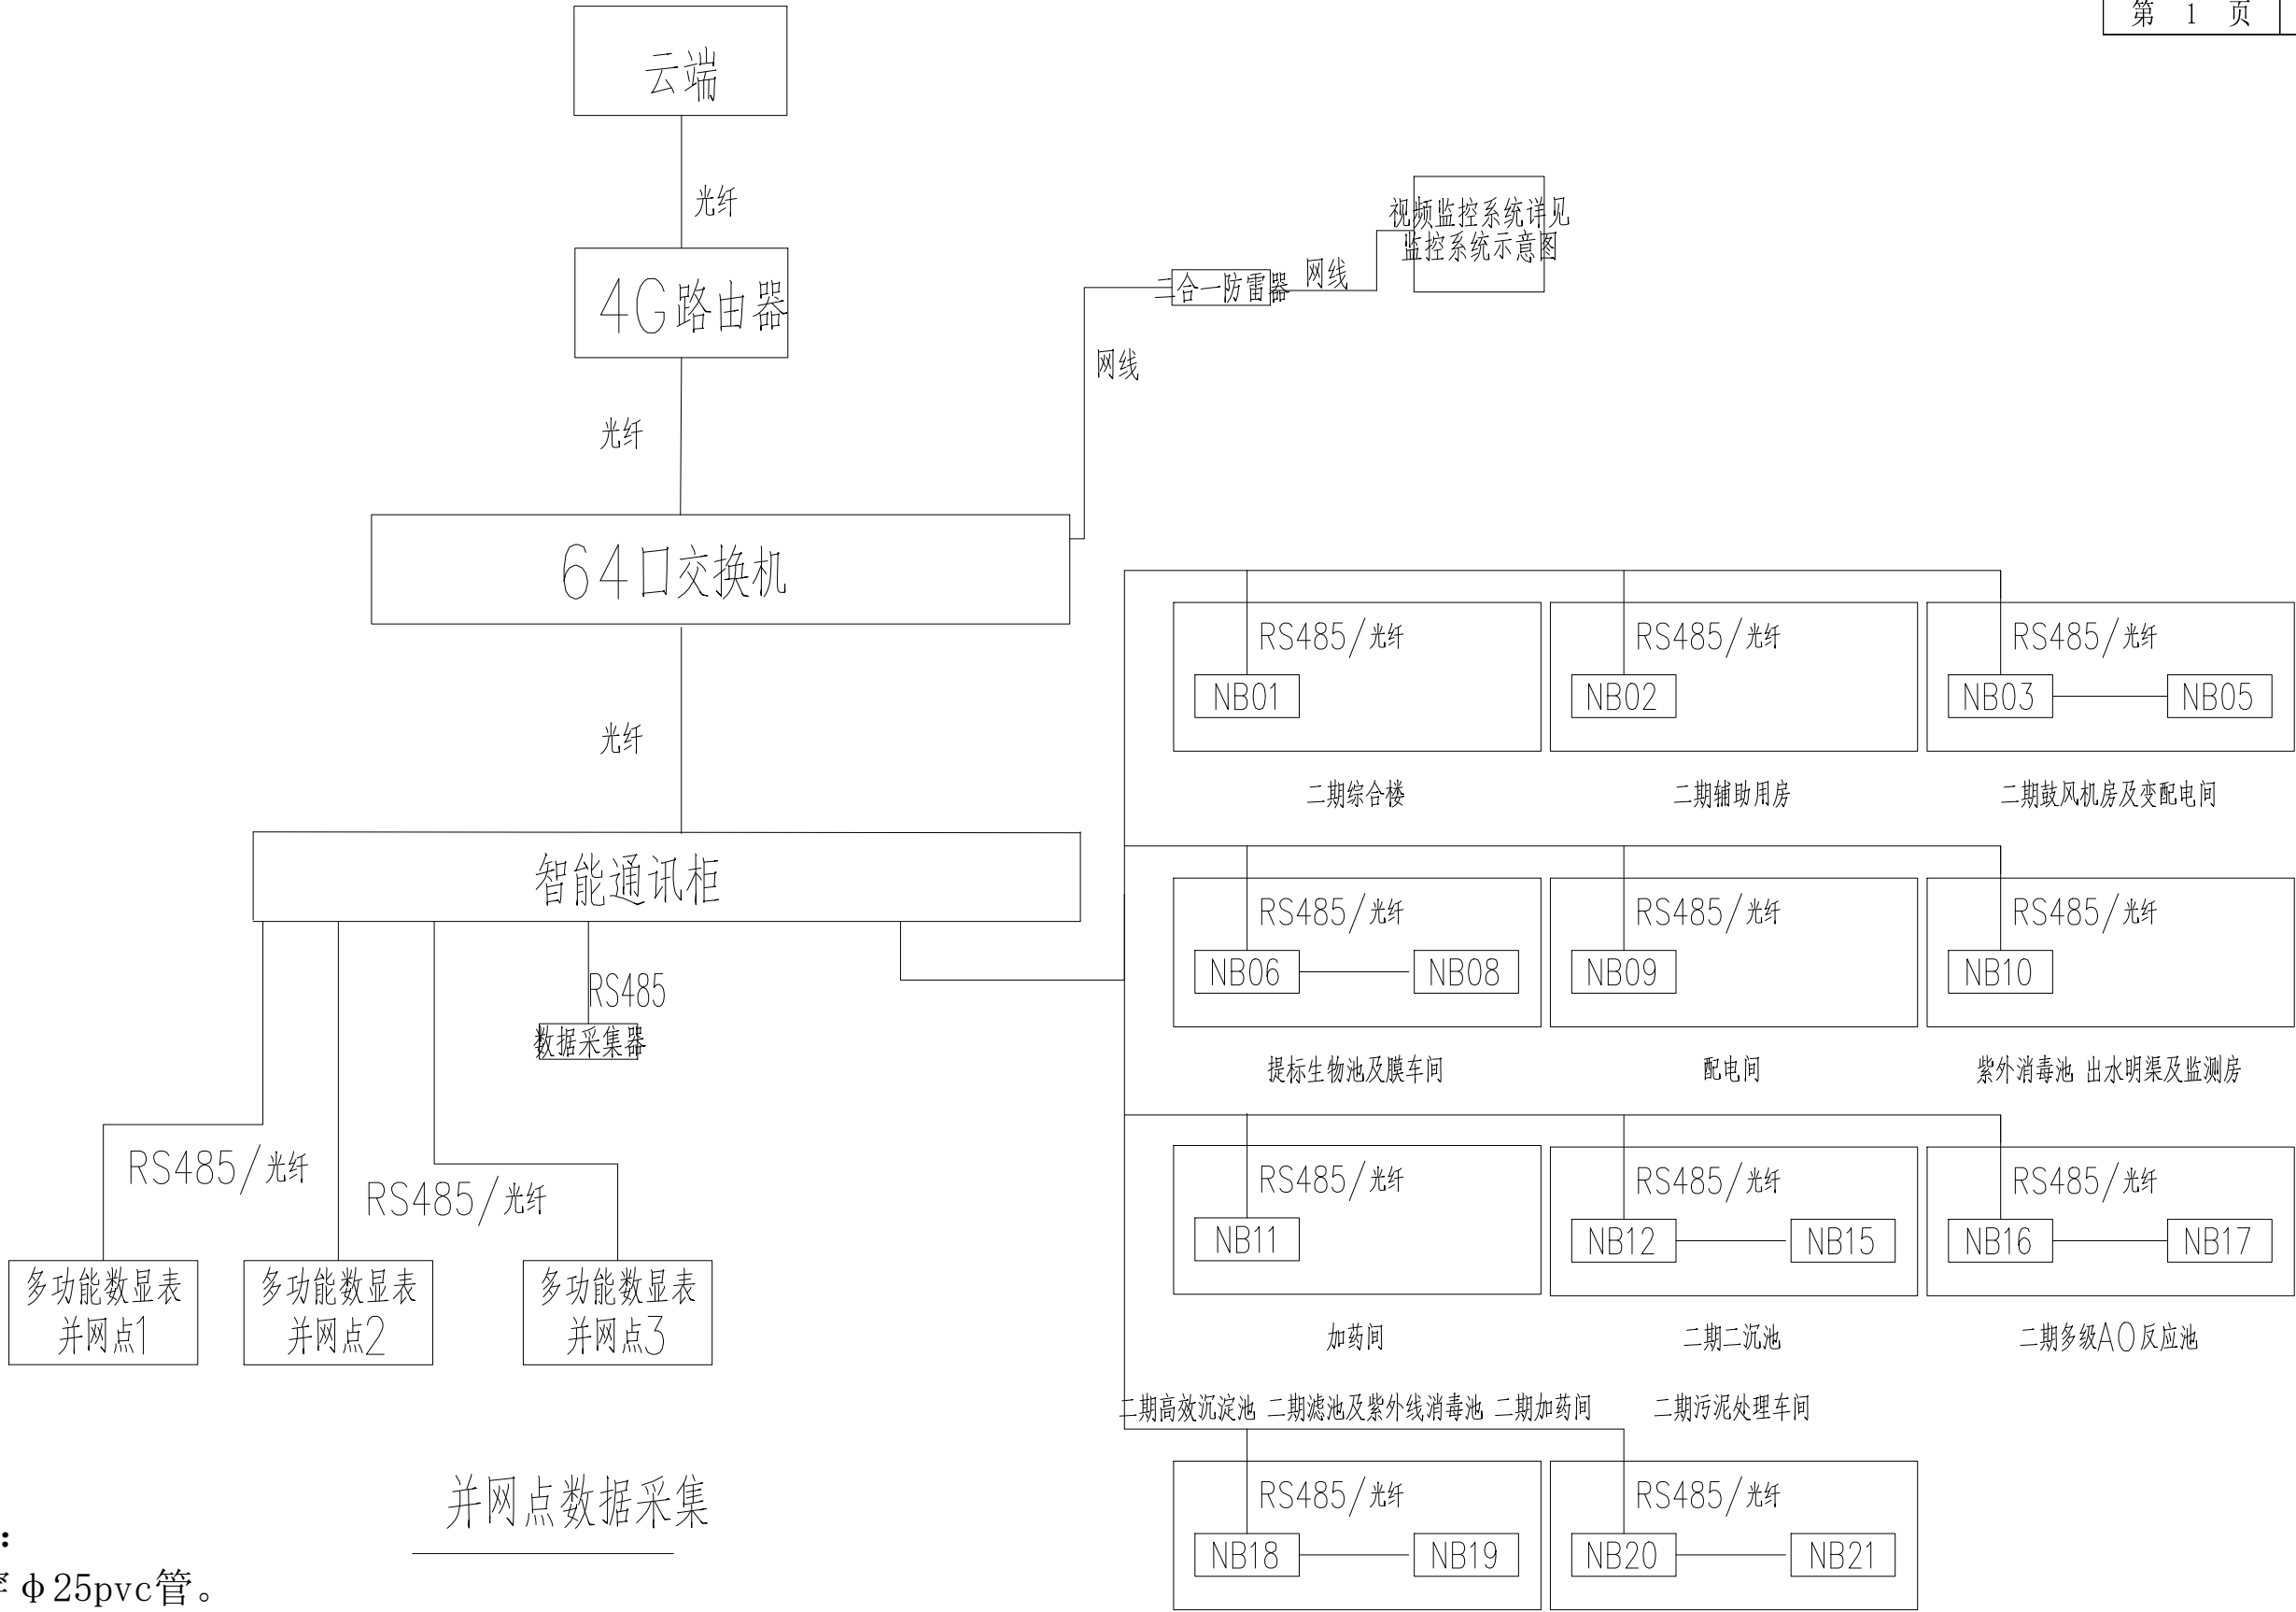 第 1 页
云端
光纤
视频监控系统详见
监控系统示意图
4G路由器
二合一防雷器
网线
网线
光纤
64口交换机
RS485/光纤
RS485/光纤
RS485/光纤
NB01
NB02
NB03
NB05
光纤
二期综合楼
二期辅助用房
二期鼓风机房及变配电间
智能通讯柜
RS485/光纤
RS485/光纤
RS485/光纤
NB06
NB08
NB09
NB10
RS485
数据采集器
提标生物池及膜车间
配电间
紫外消毒池 出水明渠及监测房
RS485/光纤
RS485/光纤
RS485/光纤
RS485/光纤
RS485/光纤
NB11
NB12
NB15
NB16
NB17
多功能数显表
并网点1
多功能数显表
并网点2
多功能数显表
并网点3
加药间
二期二沉池
二期多级AO反应池
二期高效沉淀池 二期滤池及紫外线消毒池 二期加药间
二期污泥处理车间
RS485/光纤
RS485/光纤
并网点数据采集
NB18
NB19
NB20
NB21
：
φ25pvc管。